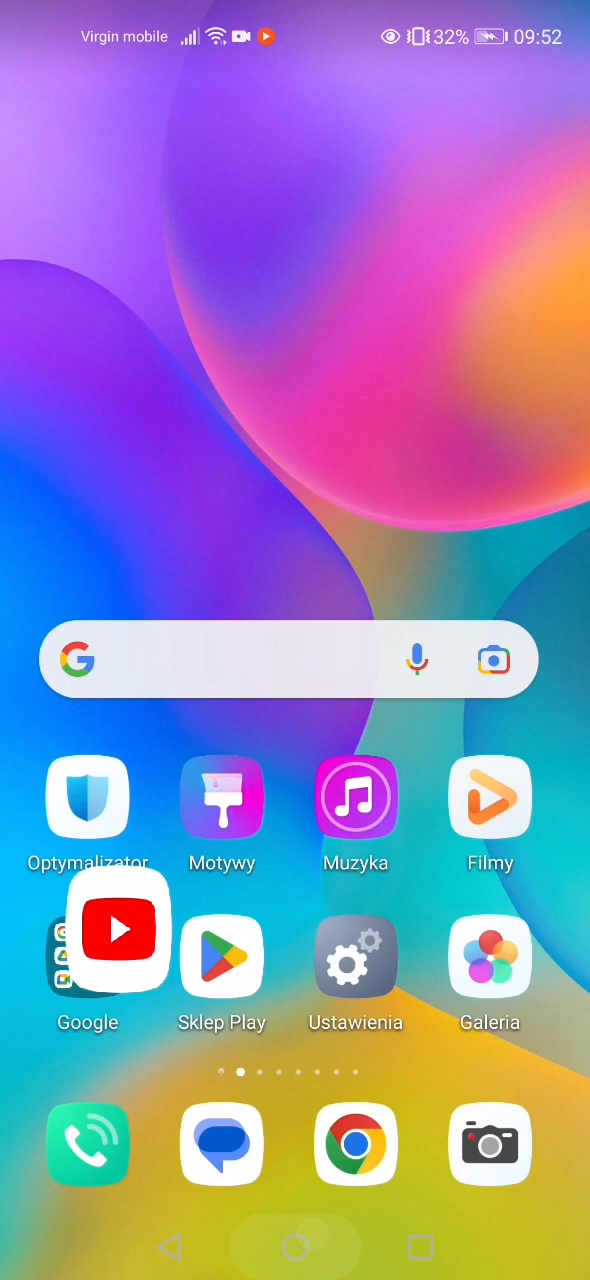 Virgin mobile 32% 09:52
Optymalizator Motywy Muzyka Filmy
Google Sklep Play Ustawienia Galeria